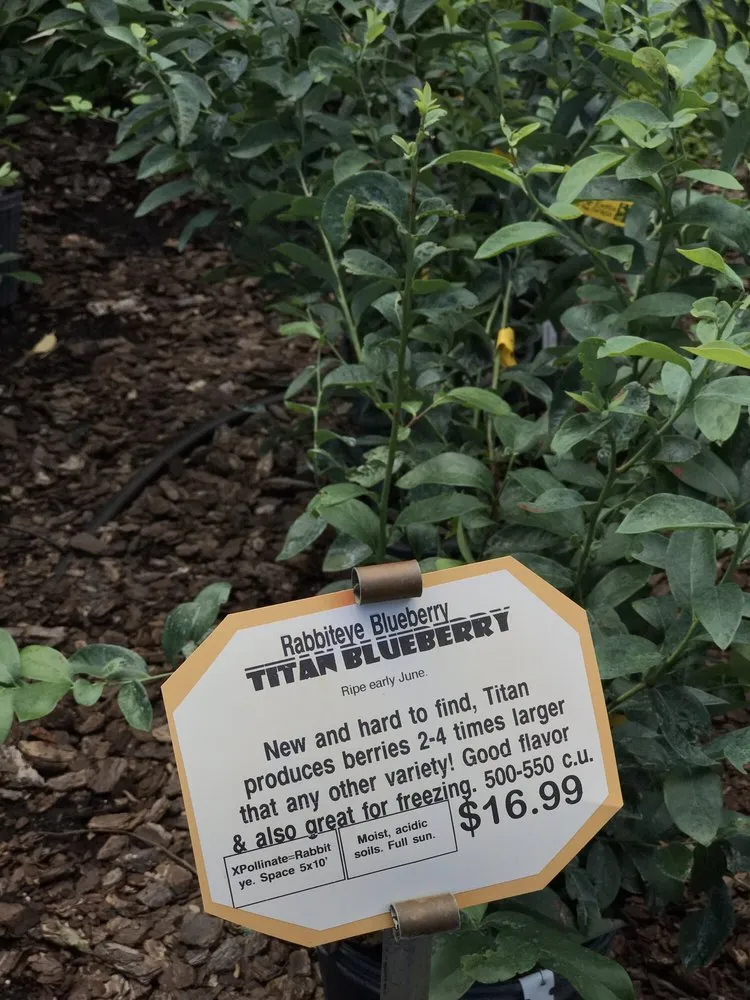 Rabbiteye Blueberry
TITAN BLUEBERRY
Ripe early June.
New and hard to find, Titan
produces berries 2-4 times larger
that any other variety! Good flavor
& also great for freezing. 500-550 c.u.
$16.99
XPollinate=Rabbit
ye. Space 5x10'
Moist, acidic
soils. Full sun.